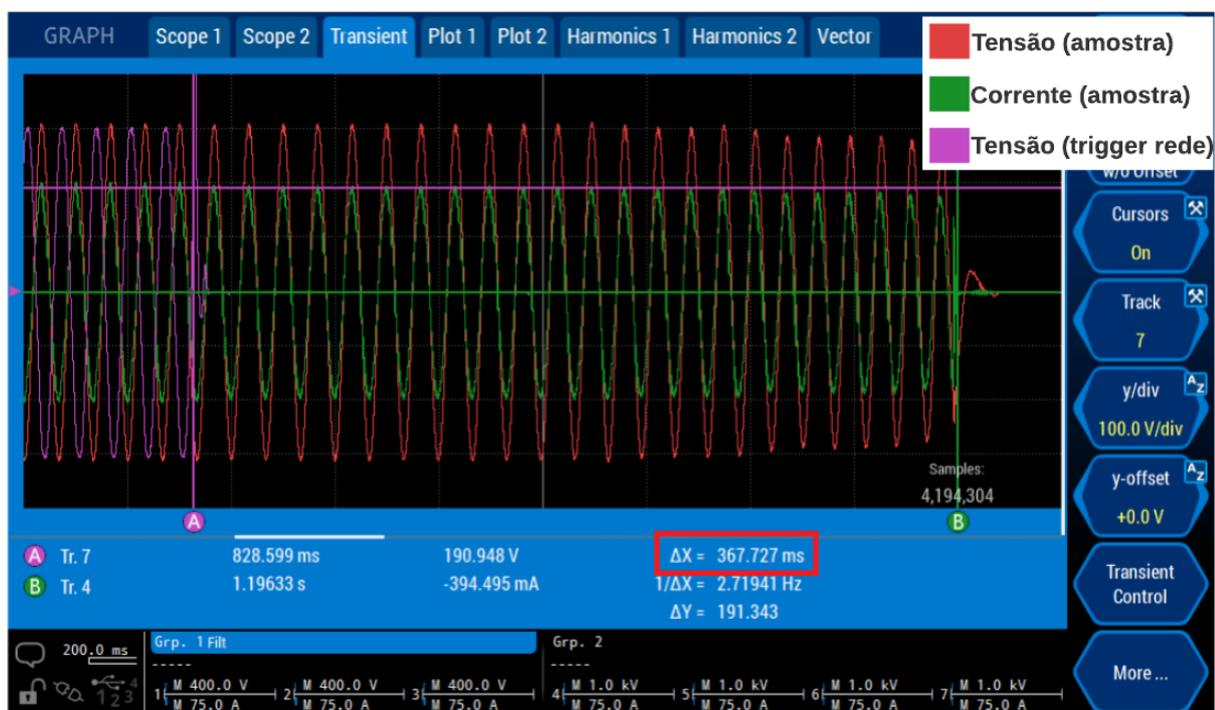 GRAPH Scope 1 Scope 2 Transient Plot 1 Plot 2 Harmonics 1 Harmonics 2 Vector
Tensão (amostra)
Corrente (amostra)
Tensão (trigger rede)
w/o Offset
Cursors
On
Track
7
y/div
100.0 V/div
y-offset
+0.0 V
Transient
Control
More ...
Samples:
4,194,304
A B
A Tr. 7 828.599 ms 190.948 V ΔX = 367.727 ms
B Tr. 4 1.19633 s -394.495 mA 1/ΔX = 2.71941 Hz
ΔY = 191.343
200.0 ms Grp. 1 Filt Grp. 2
----- -----
1 M 400.0 V 2 M 400.0 V 3 M 400.0 V 4 M 1.0 kV 5 M 1.0 kV 6 M 1.0 kV 7 M 1.0 kV
M 75.0 A M 75.0 A M 75.0 A M 75.0 A M 75.0 A M 75.0 A M 75.0 A